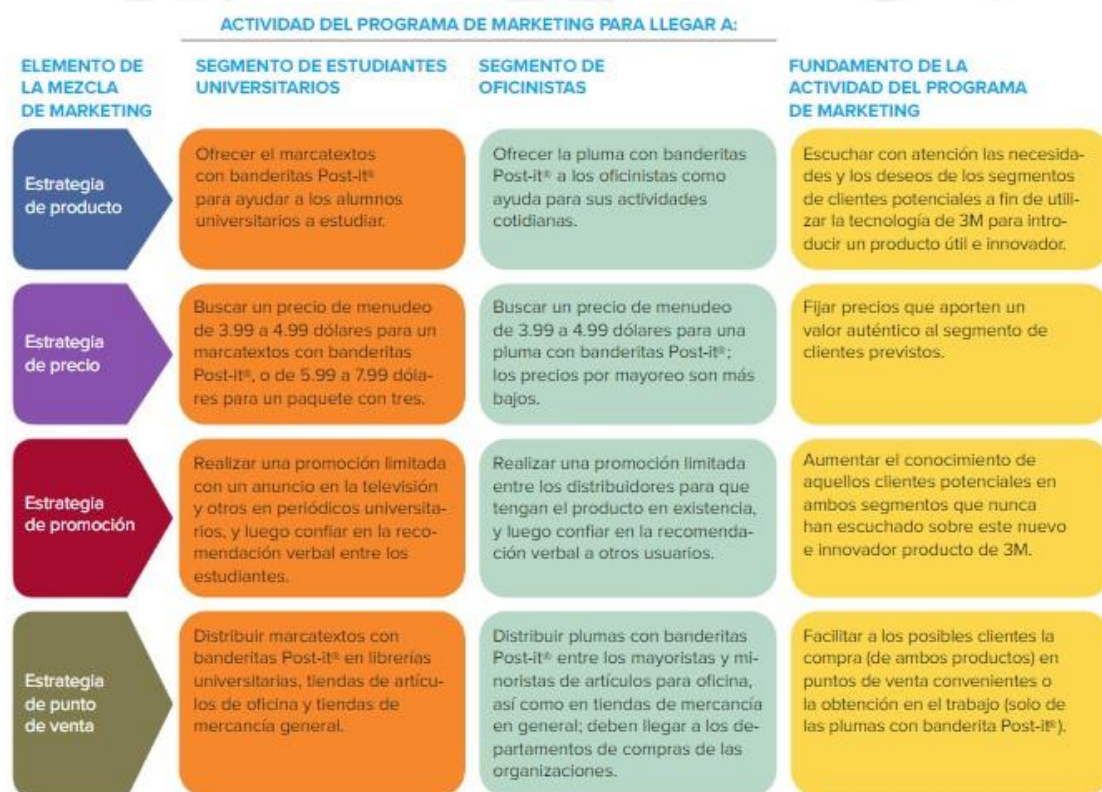 ACTIVIDAD DEL PROGRAMA DE MARKETING PARA LLEGAR A:
ELEMENTO DE
LA MEZCLA
DE MARKETING
SEGMENTO DE ESTUDIANTES
UNIVERSITARIOS
SEGMENTO DE
OFICINISTAS
FUNDAMENTO DE LA
ACTIVIDAD DEL PROGRAMA
DE MARKETING
Estrategia
de producto
Ofrecer el marcatextos
con banderitas Post-it®
para ayudar a los alumnos
universitarios a estudiar.
Ofrecer la pluma con banderitas
Post-it® a los oficinistas como
ayuda para sus actividades
cotidianas.
Escuchar con atención las necesida-
des y los deseos de los segmentos
de clientes potenciales a fin de utili-
zar la tecnología de 3M para intro-
ducir un producto útil e innovador.
Estrategia
de precio
Buscar un precio de menudeo
de 3.99 a 4.99 dólares para un
marcatextos con banderitas
Post-it®, o de 5.99 a 7.99 dóla-
res para un paquete con tres.
Buscar un precio de menudeo
de 3.99 a 4.99 dólares para una
pluma con banderitas Post-it®;
los precios por mayoreo son más
bajos.
Fijar precios que aporten un
valor auténtico al segmento de
clientes previstos.
Estrategia
de promoción
Realizar una promoción limitada
con un anuncio en la televisión
y otros en periódicos universita-
rios, y luego confiar en la reco-
mendación verbal entre los
estudiantes.
Realizar una promoción limitada
entre los distribuidores para que
tengan el producto en existencia,
y luego confiar en la recomenda-
ción verbal a otros usuarios.
Aumentar el conocimiento de
aquellos clientes potenciales en
ambos segmentos que nunca
han escuchado sobre este nuevo
e innovador producto de 3M.
Estrategia
de punto
de venta
Distribuir marcatextos con
banderitas Post-it® en librerías
universitarias, tiendas de artícu-
los de oficina y tiendas de
mercancía general.
Distribuir plumas con banderitas
Post-it® entre los mayoristas y mi-
noristas de artículos para oficina,
así como en tiendas de mercancía
en general; deben llegar a los de-
partamentos de compras de las
organizaciones.
Facilitar a los posibles clientes la
compra (de ambos productos) en
puntos de venta convenientes o
la obtención en el trabajo (solo de
las plumas con banderita Post-it®).